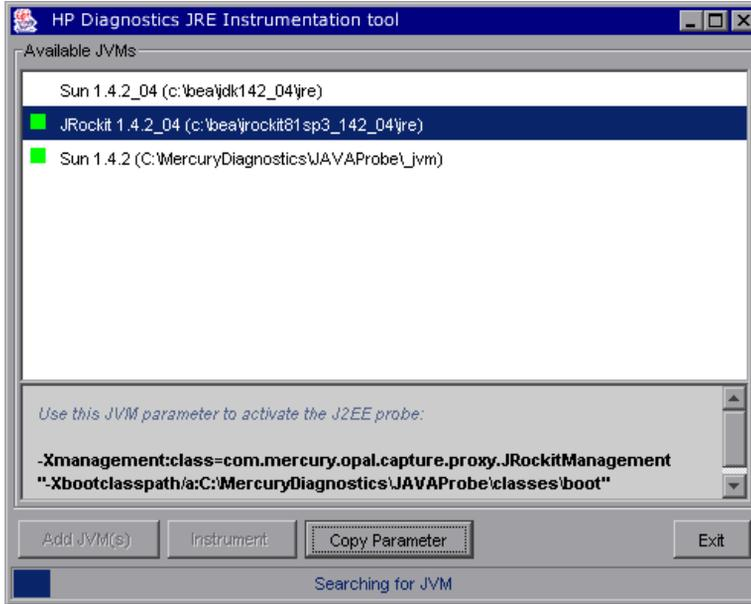 HP Diagnostics JRE Instrumentation tool
Available JVMs
Sun 1.4.2_04 (c:\bea\jdk142_04\jre)
JRockit 1.4.2_04 (c:\bea\jrockit81sp3_142_04\jre)
Sun 1.4.2 (C:\MercuryDiagnostics\JAVAProbe\_jvm)
Use this JVM parameter to activate the J2EE probe:
-Xmanagement:class=com.mercury.opal.capture.proxy.JRockitManagement
"-Xbootclasspath/a:C:\MercuryDiagnostics\JAVAProbe\classes\boot"
Add JVM(s) Instrument Copy Parameter Exit
Searching for JVM